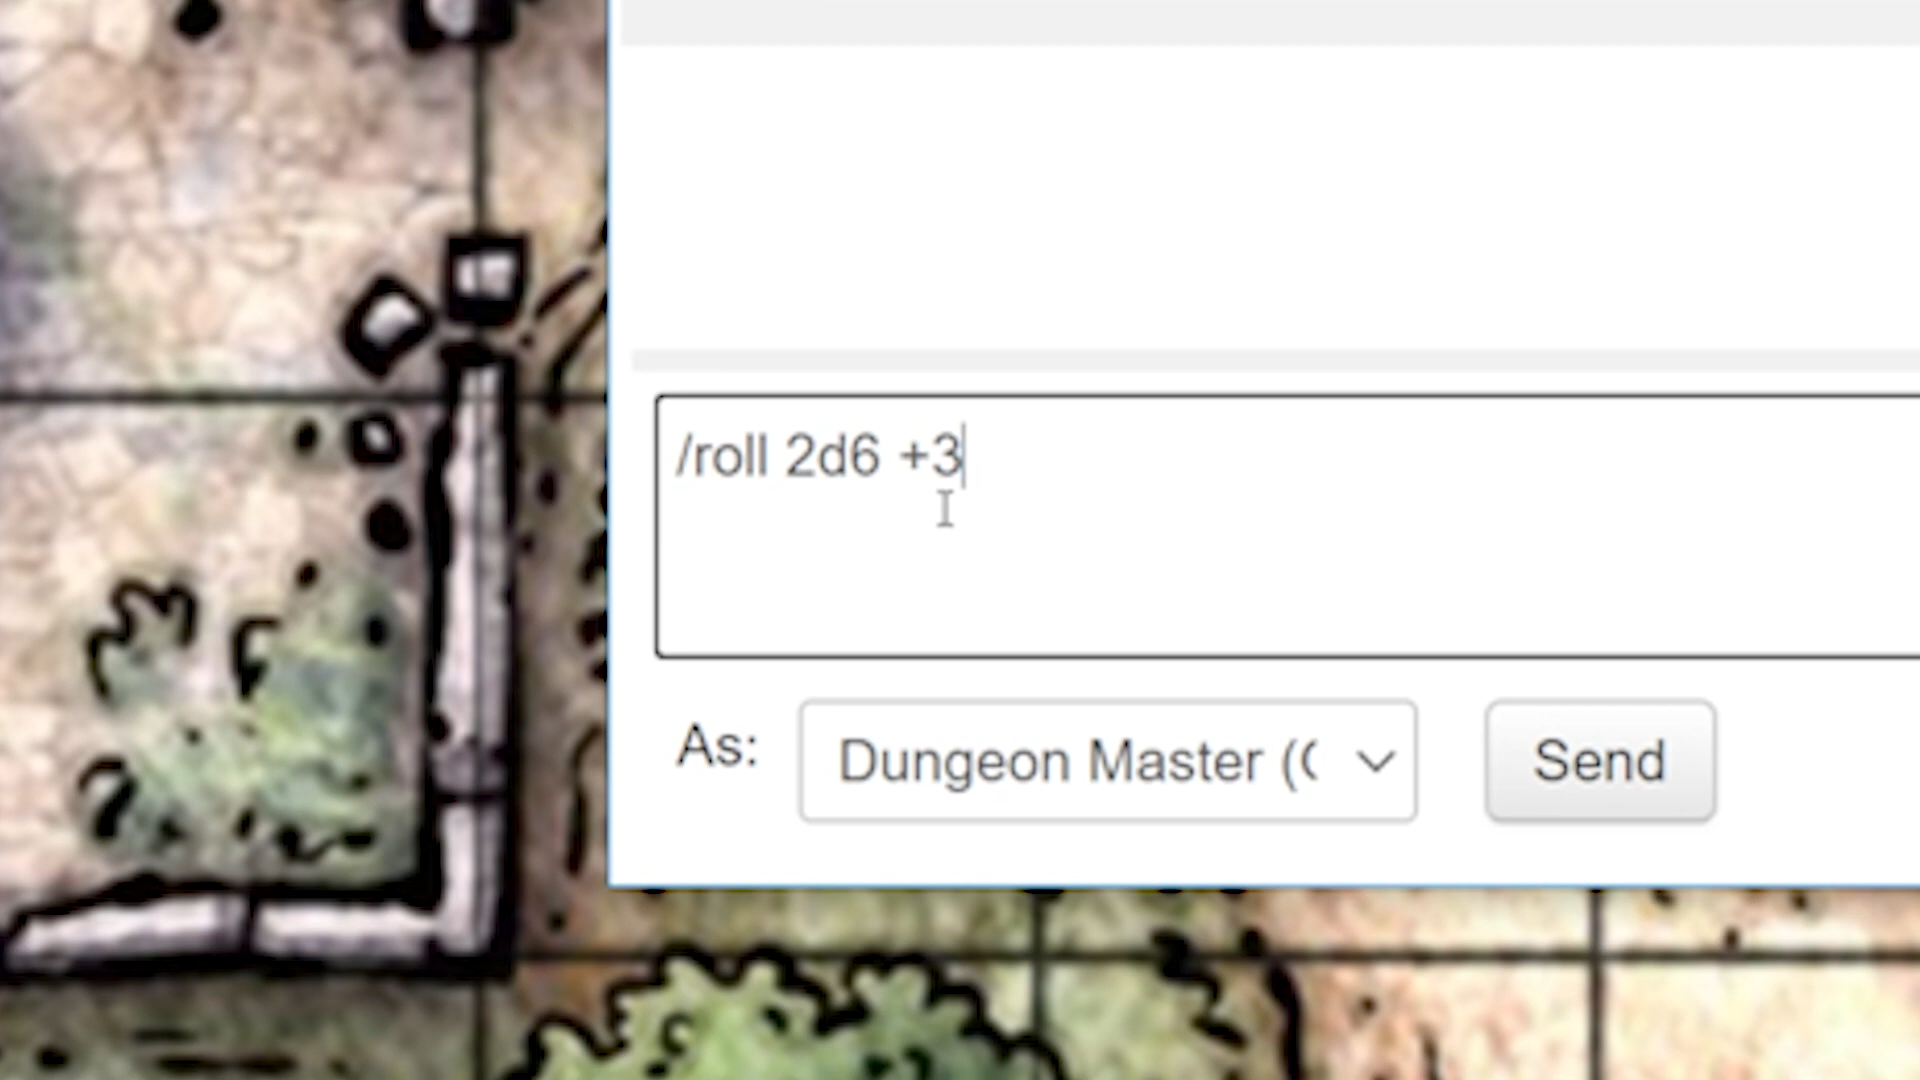 /roll 2d6 +3
As:
Dungeon Master ((
Send